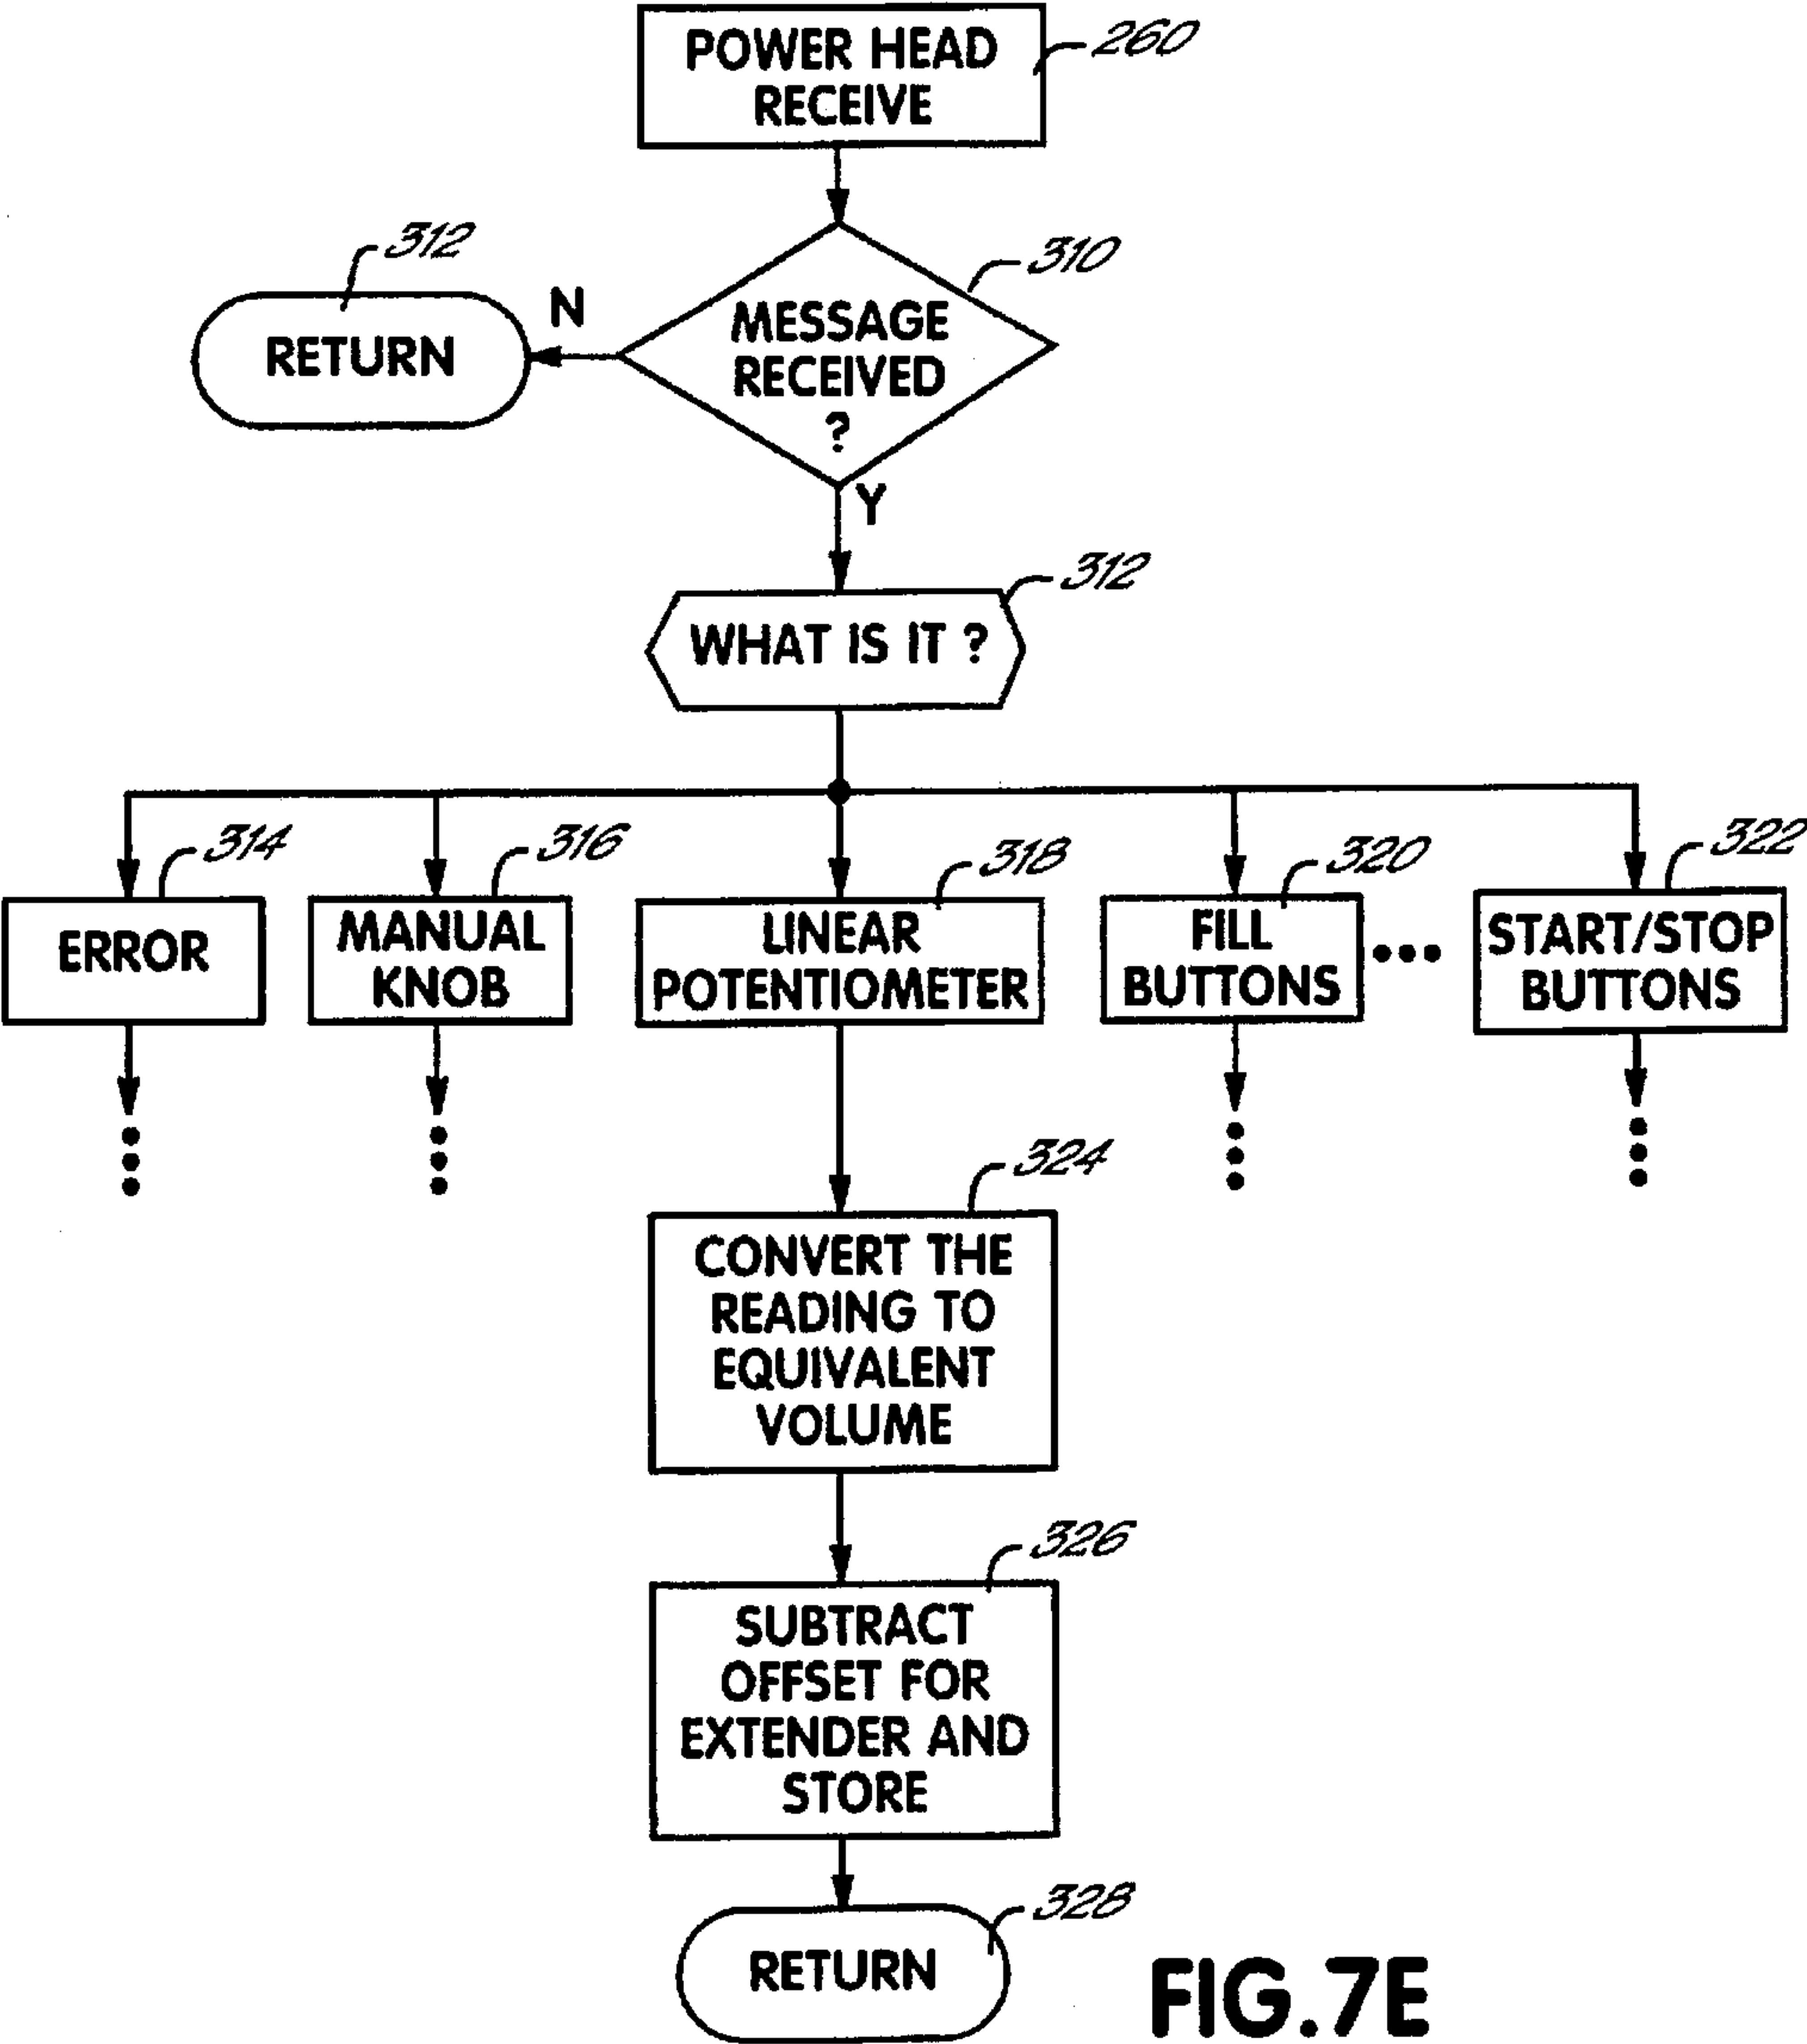 POWER HEAD
RECEIVE
260
312
310
RETURN
N
MESSAGE
RECEIVED
?
Y
312
WHAT IS IT ?
314
316
318
320
322
ERROR
MANUAL
KNOB
LINEAR
POTENTIOMETER
FILL
BUTTONS
•••
START/STOP
BUTTONS
324
CONVERT THE
READING TO
EQUIVALENT
VOLUME
326
SUBTRACT
OFFSET FOR
EXTENDER AND
STORE
328
RETURN
FIG.7E